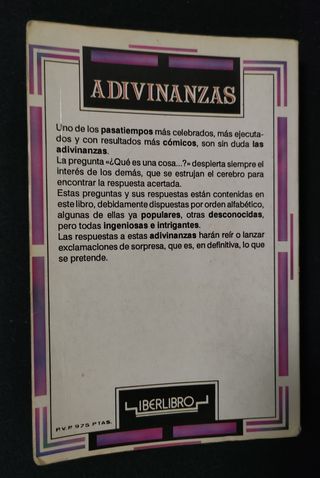 ADIVINANZAS
Uno de los pasatiempos más celebrados, más ejecuta-
dos y con resultados más cómicos, son sin duda las
adivinanzas.
La pregunta «¿Qué es una cosa...?» despierta siempre el
interés de los demás, que se estrujan el cerebro para
encontrar la respuesta acertada.
Estas preguntas y sus respuestas están contenidas en
este libro, debidamente dispuestas por orden alfabético,
algunas de ellas ya populares, otras desconocidas,
pero todas ingeniosas e intrigantes.
Las respuestas a estas adivinanzas harán reír o lanzar
exclamaciones de sorpresa, que es, en definitiva, lo que
se pretende.
IBERLIBRO
P.V.P. 975 PTAS.